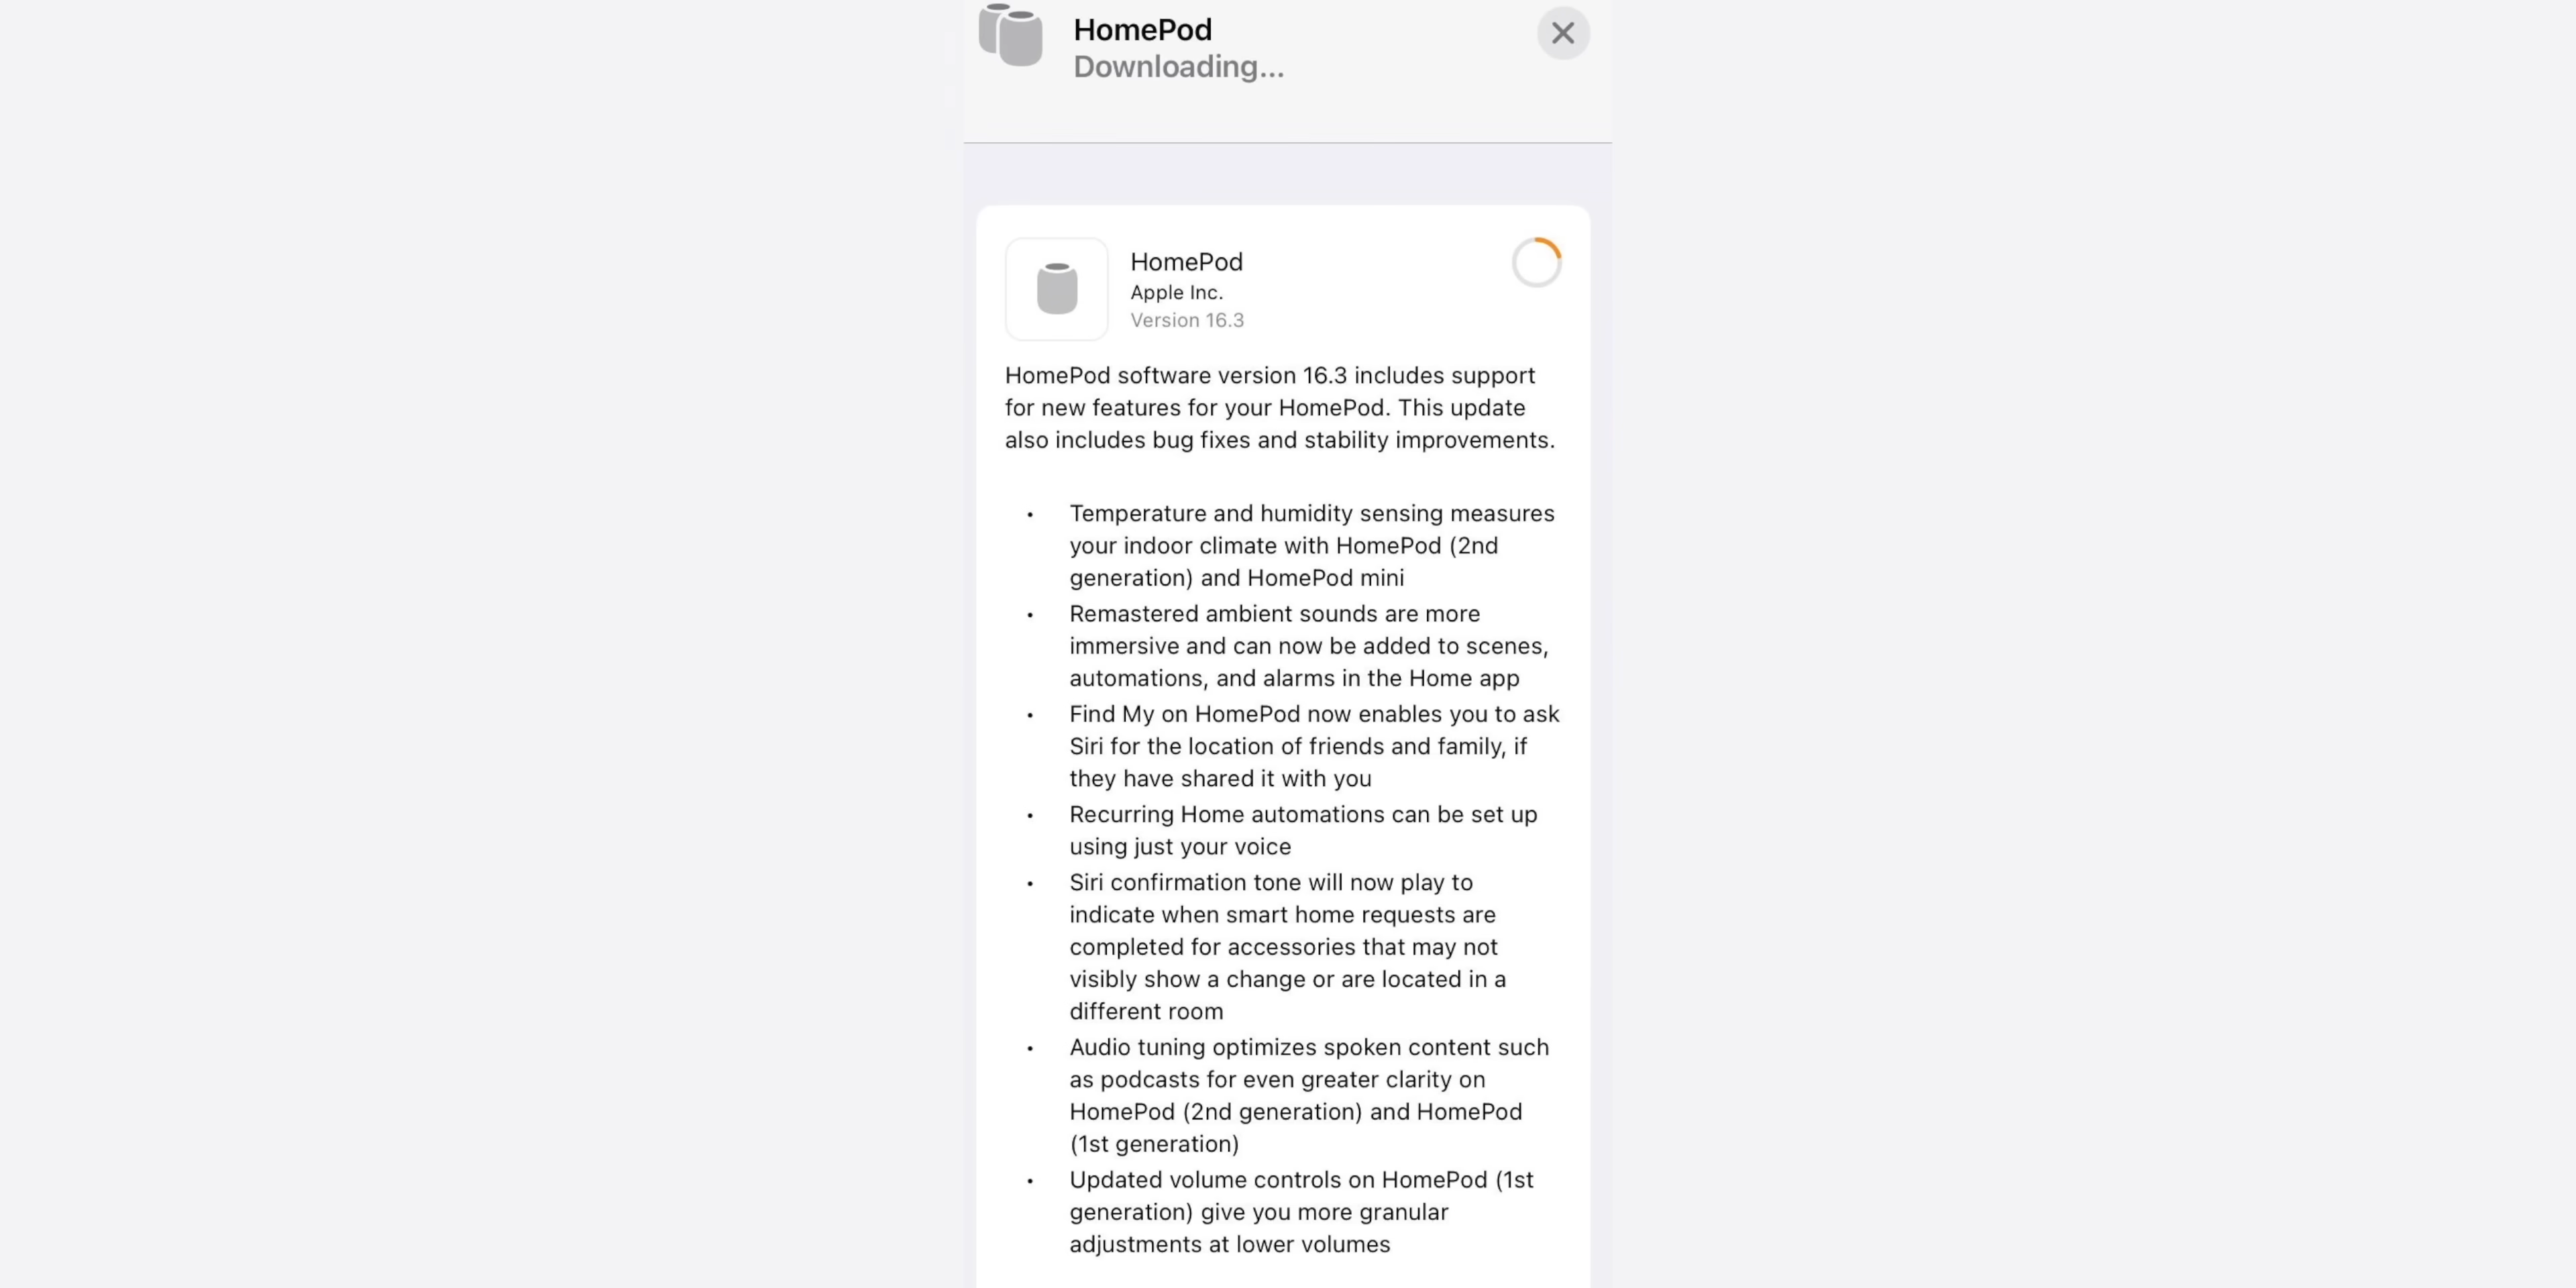 HomePod
Downloading...
HomePod
Apple Inc.
Version 16.3
HomePod software version 16.3 includes support
for new features for your HomePod. This update
also includes bug fixes and stability improvements.
• Temperature and humidity sensing measures
your indoor climate with HomePod (2nd
generation) and HomePod mini
• Remastered ambient sounds are more
immersive and can now be added to scenes,
automations, and alarms in the Home app
• Find My on HomePod now enables you to ask
Siri for the location of friends and family, if
they have shared it with you
• Recurring Home automations can be set up
using just your voice
• Siri confirmation tone will now play to
indicate when smart home requests are
completed for accessories that may not
visibly show a change or are located in a
different room
• Audio tuning optimizes spoken content such
as podcasts for even greater clarity on
HomePod (2nd generation) and HomePod
(1st generation)
• Updated volume controls on HomePod (1st
generation) give you more granular
adjustments at lower volumes